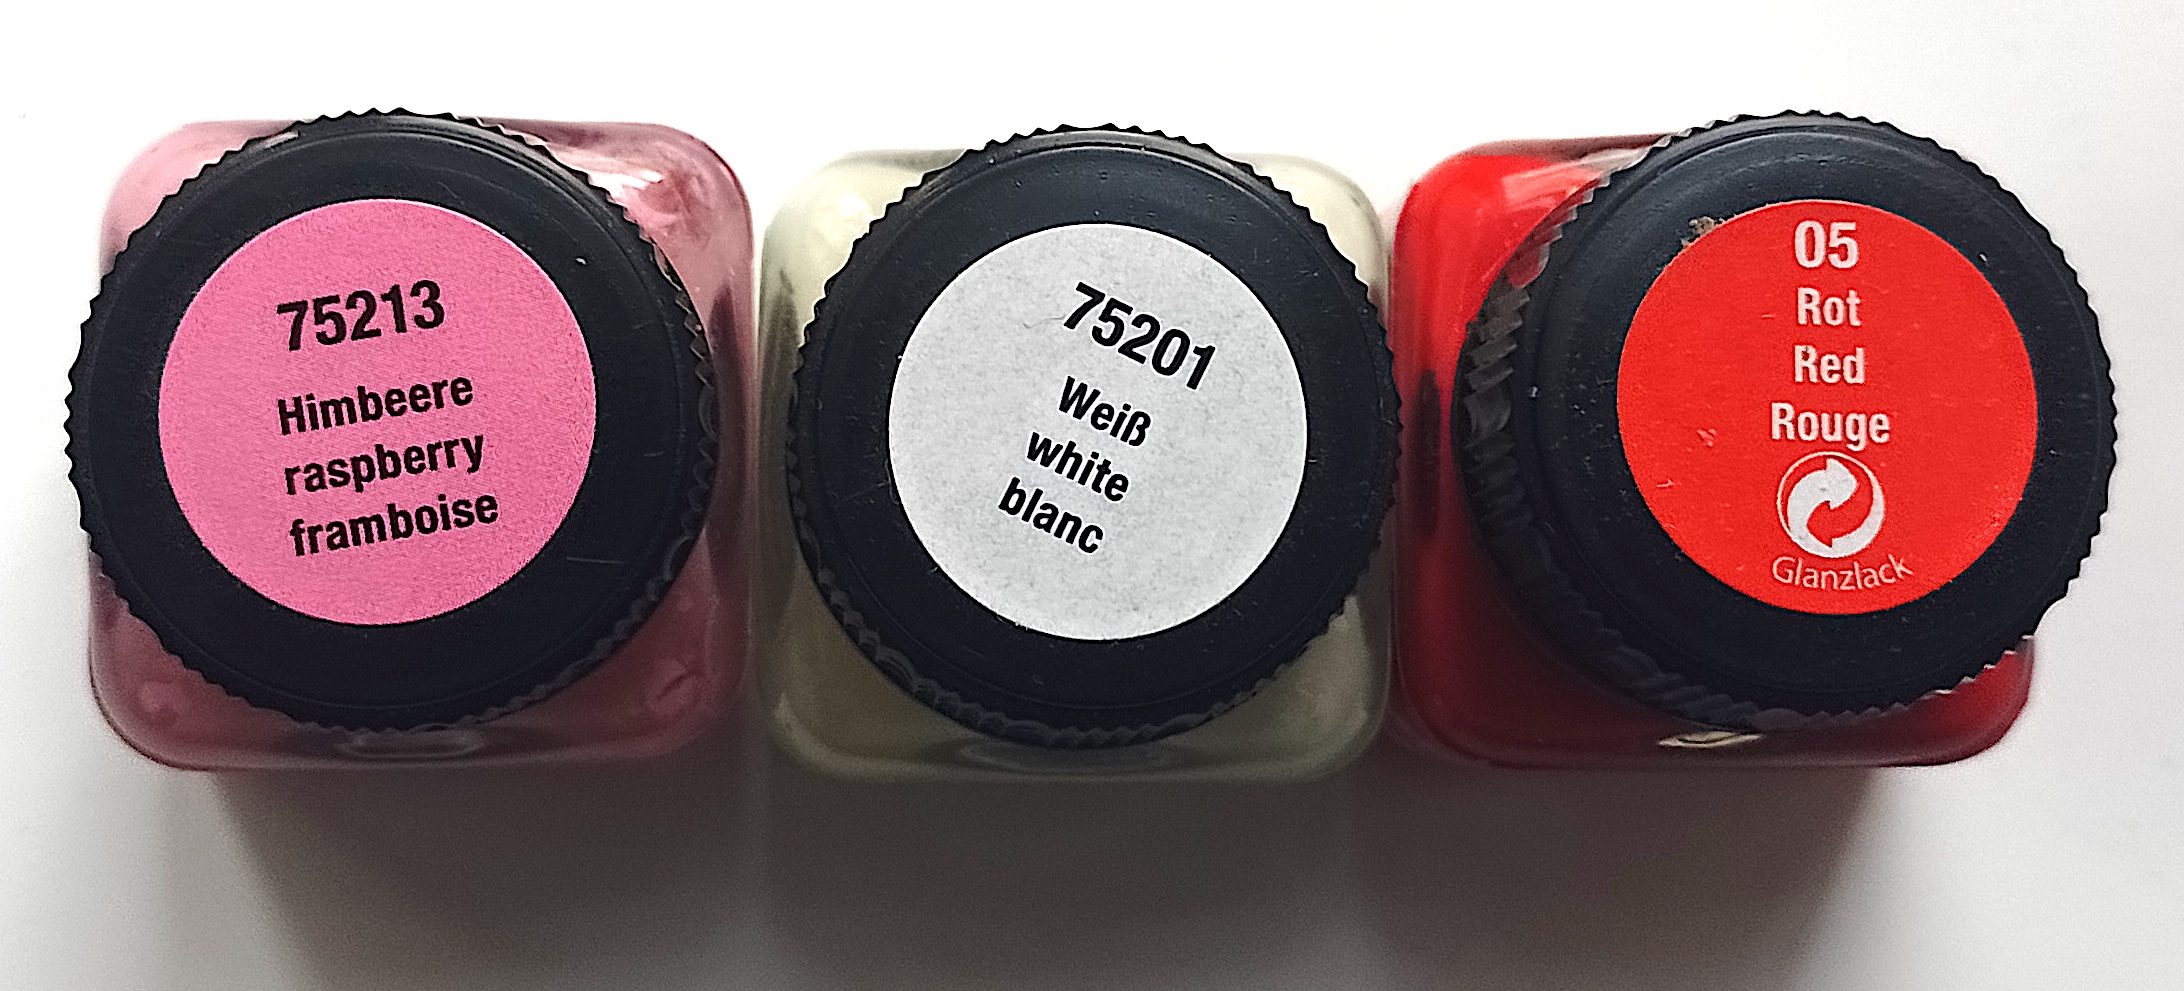 75213
Himbeere
raspberry
framboise
75201
Weiß
white
blanc
05
Rot
Red
Rouge
Glanzlack